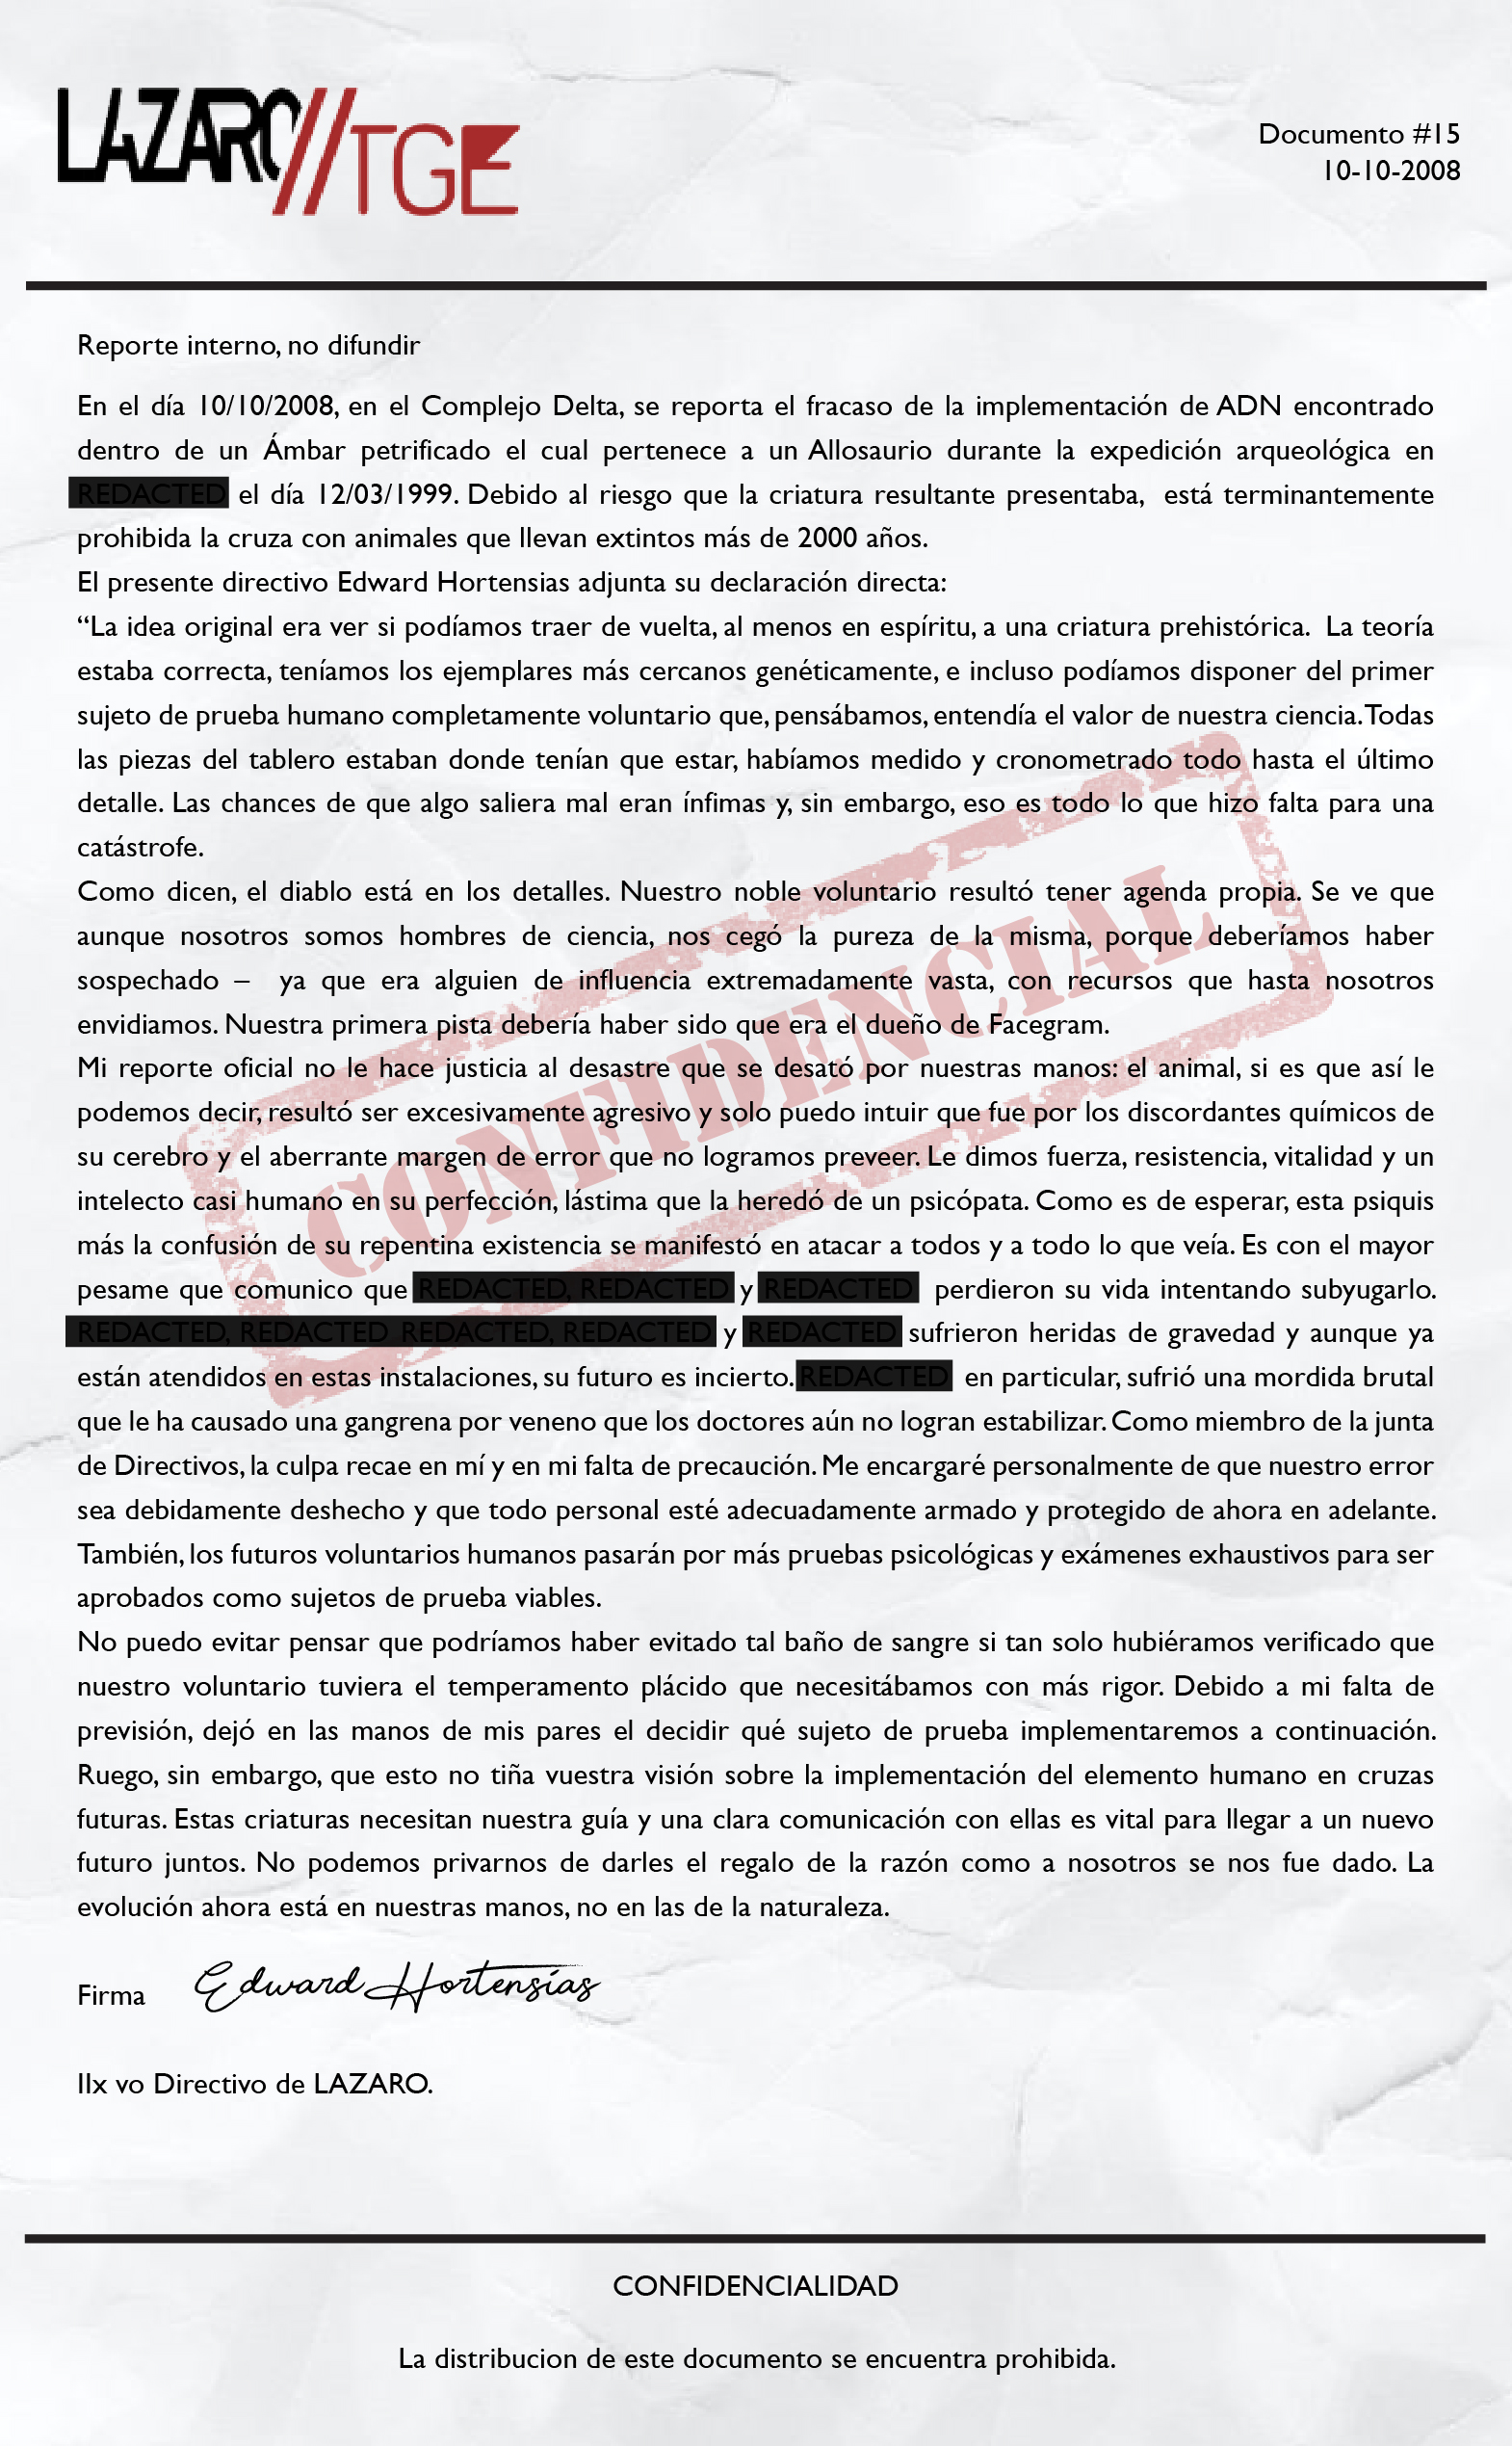 LAZARO//TGE
Documento #15
10-10-2008
Reporte interno, no difundir
En el día 10/10/2008, en el Complejo Delta, se reporta el fracaso de la implementación de ADN encontrado
dentro de un Ámbar petrificado el cual pertenece a un Allosaurio durante la expedición arqueológica en
REDACTED el día 12/03/1999. Debido al riesgo que la criatura resultante presentaba, está terminantemente
prohibida la cruza con animales que llevan extintos más de 2000 años.
El presente directivo Edward Hortensias adjunta su declaración directa:
“La idea original era ver si podíamos traer de vuelta, al menos en espíritu, a una criatura prehistórica. La teoría
estaba correcta, teníamos los ejemplares más cercanos genéticamente, e incluso podíamos disponer del primer
sujeto de prueba humano completamente voluntario que, pensábamos, entendía el valor de nuestra ciencia. Todas
las piezas del tablero estaban donde tenían que estar, habíamos medido y cronometrado todo hasta el último
detalle. Las chances de que algo saliera mal eran ínfimas y, sin embargo, eso es todo lo que hizo falta para una
catástrofe.
Como dicen, el diablo está en los detalles. Nuestro noble voluntario resultó tener agenda propia. Se ve que
aunque nosotros somos hombres de ciencia, nos cegó la pureza de la misma, porque deberíamos haber
sospechado – ya que era alguien de influencia extremadamente vasta, con recursos que hasta nosotros
envidiamos. Nuestra primera pista debería haber sido que era el dueño de Facegram.
Mi reporte oficial no le hace justicia al desastre que se desató por nuestras manos: el animal, si es que así le
podemos decir, resultó ser excesivamente agresivo y solo puedo intuir que fue por los discordantes químicos de
su cerebro y el aberrante margen de error que no logramos preveer. Le dimos fuerza, resistencia, vitalidad y un
intelecto casi humano en su perfección, lástima que la heredó de un psicópata. Como es de esperar, esta psiquis
más la confusión de su repentina existencia se manifestó en atacar a todos y a todo lo que veía. Es con el mayor
pesame que comunico que REDACTED, REDACTED y REDACTED perdieron su vida intentando subyugarlo.
REDACTED, REDACTED REDACTED, REDACTED y REDACTED sufrieron heridas de gravedad y aunque ya
están atendidos en estas instalaciones, su futuro es incierto. REDACTED en particular, sufrió una mordida brutal
que le ha causado una gangrena por veneno que los doctores aún no logran estabilizar. Como miembro de la junta
de Directivos, la culpa recae en mí y en mi falta de precaución. Me encargaré personalmente de que nuestro error
sea debidamente deshecho y que todo personal esté adecuadamente armado y protegido de ahora en adelante.
También, los futuros voluntarios humanos pasarán por más pruebas psicológicas y exámenes exhaustivos para ser
aprobados como sujetos de prueba viables.
No puedo evitar pensar que podríamos haber evitado tal baño de sangre si tan solo hubiéramos verificado que
nuestro voluntario tuviera el temperamento plácido que necesitábamos con más rigor. Debido a mi falta de
previsión, dejó en las manos de mis pares el decidir qué sujeto de prueba implementaremos a continuación.
Ruego, sin embargo, que esto no tiña vuestra visión sobre la implementación del elemento humano en cruzas
futuras. Estas criaturas necesitan nuestra guía y una clara comunicación con ellas es vital para llegar a un nuevo
futuro juntos. No podemos privarnos de darles el regalo de la razón como a nosotros se nos fue dado. La
evolución ahora está en nuestras manos, no en las de la naturaleza.
CONFIDENCIAL
Firma Edward Hortensias
IIx vo Directivo de LAZARO.
CONFIDENCIALIDAD
La distribucion de este documento se encuentra prohibida.